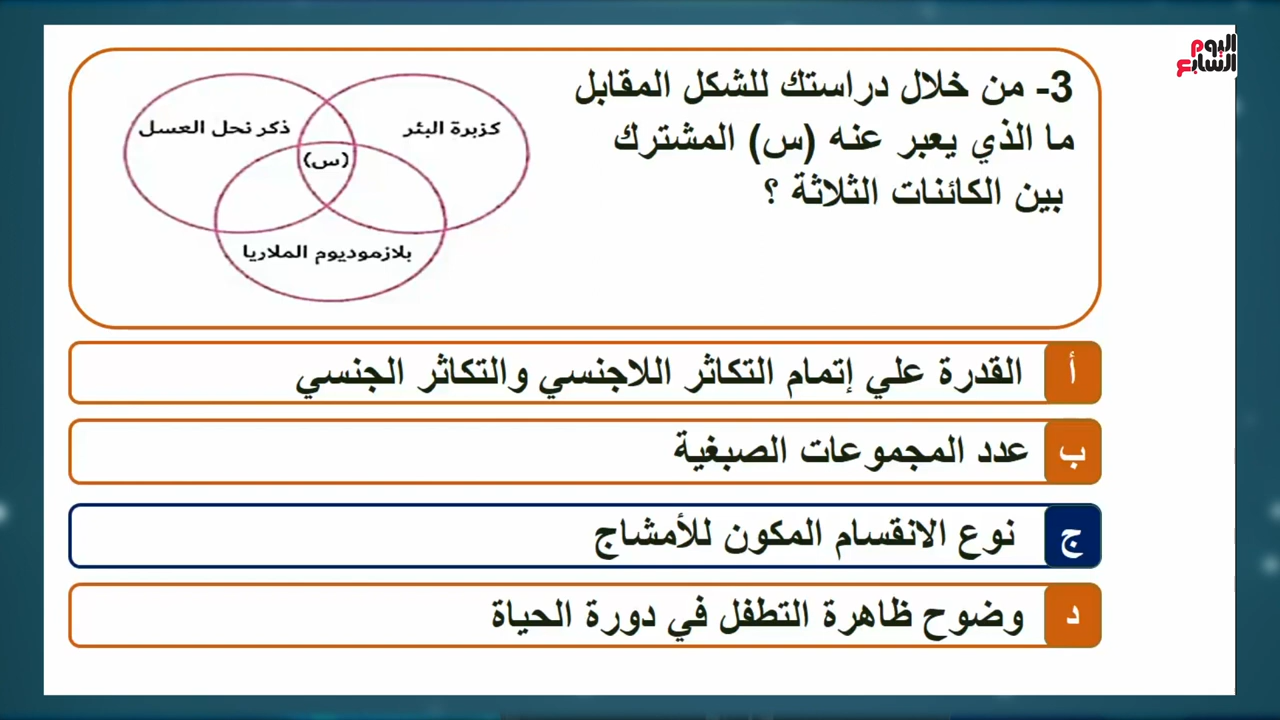 اليوم
السابع
3- من خلال دراستك للشكل المقابل
ما الذي يعبر عنه (س) المشترك
بين الكائنات الثلاثة ؟
كزبرة البئر
ذكر نحل العسل
(س)
بلازموديوم الملاريا
أ
القدرة علي إتمام التكاثر اللاجنسي والتكاثر الجنسي
ب
عدد المجموعات الصبغية
ج
نوع الانقسام المكون للأمشاج
د
وضوح ظاهرة التطفل في دورة الحياة